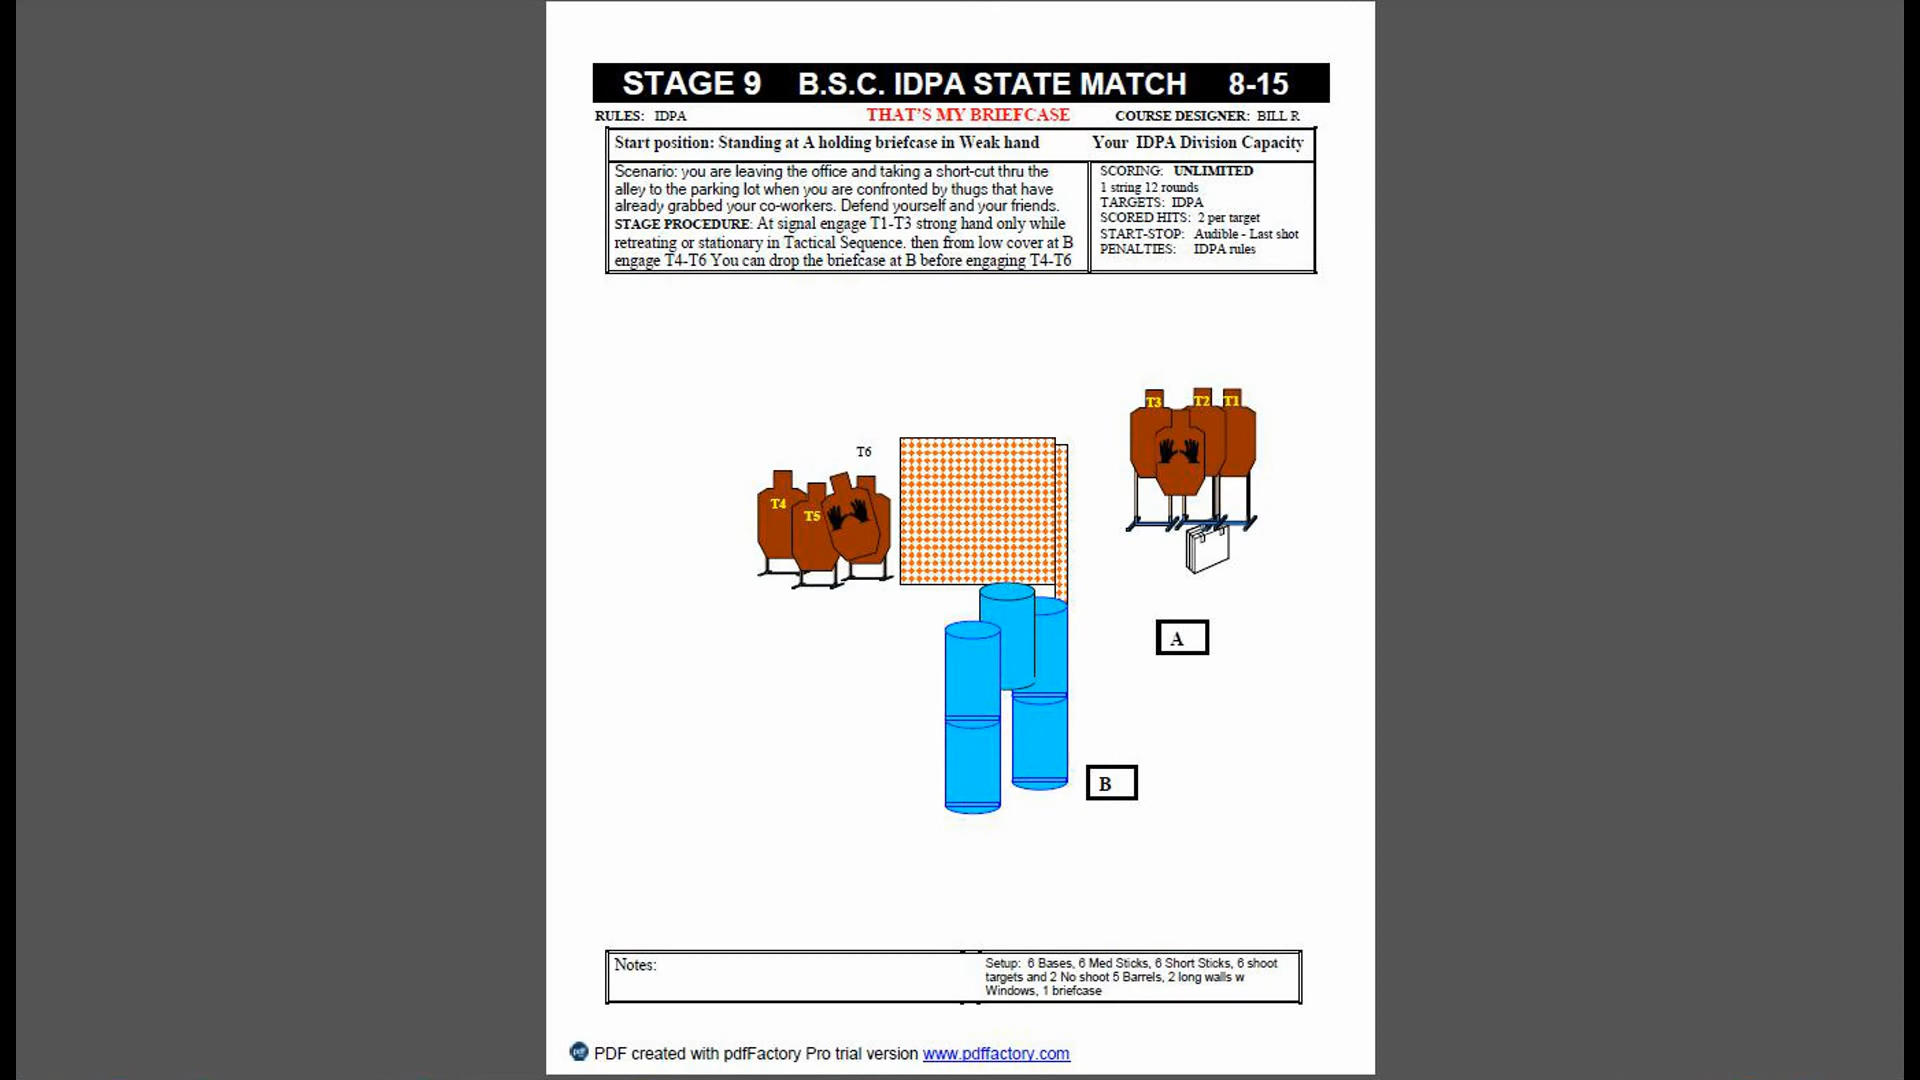 STAGE 9 B.S.C. IDPA STATE MATCH 8-15
RULES: IDPA THAT'S MY BRIEFCASE COURSE DESIGNER: BILL R
Start position: Standing at A holding briefcase in Weak hand Your IDPA Division Capacity
Scenario: you are leaving the office and taking a short-cut thru the
alley to the parking lot when you are confronted by thugs that have
already grabbed your co-workers. Defend yourself and your friends.
STAGE PROCEDURE: At signal engage T1-T3 strong hand only while
retreating or stationary in Tactical Sequence. then from low cover at B
engage T4-T6 You can drop the briefcase at B before engaging T4-T6
SCORING: UNLIMITED
1 string 12 rounds
TARGETS: IDPA
SCORED HITS: 2 per target
START-STOP: Audible - Last shot
PENALTIES: IDPA rules
T3 T2 T1
T6
T4
T5
A
B
Notes:
Setup: 6 Bases, 6 Med Sticks, 6 Short Sticks, 6 shoot
targets and 2 No shoot 5 Barrels, 2 long walls w
Windows, 1 briefcase
pdf
PDF created with pdfFactory Pro trial version www.pdffactory.com